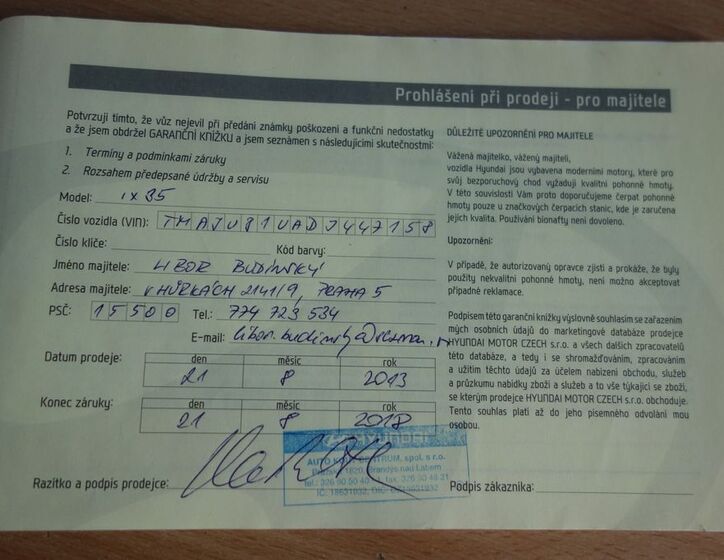 Prohlášení při prodeji - pro majitele
Potvrzuji tímto, že vůz nejevil při předání známky poškození a funkční nedostatky
a že jsem obdržel GARANČNÍ KNÍŽKU a jsem seznámen s následujícími skutečnostmi:
1. Termíny a podmínkami záruky
2. Rozsahem předepsané údržby a servisu
Model: ix 35
Číslo vozidla (VIN): TMAJU81VADJ447158
Číslo klíče: Kód barvy:
Jméno majitele: LIBOR BUDINSKÝ
Adresa majitele: V HŮRKÁCH 2141/9, PRAHA 5
PSČ: 15500 Tel.: 774 723 534
E-mail: libor.budinsky@
Datum prodeje: den měsíc rok
21 8 2013
Konec záruky: den měsíc rok
21 8 2018
Razítko a podpis prodejce:
HYUNDAI
AUTO CENTRUM, spol. s r.o.
1820, Brandýs nad Labem
DŮLEŽITÉ UPOZORNĚNÍ PRO MAJITELE
Vážená majitelko, vážený majiteli,
vozidla Hyundai jsou vybavena moderními motory, které pro
svůj bezporuchový chod vyžadují kvalitní pohonné hmoty.
V této souvislosti Vám proto doporučujeme čerpat pohonné
hmoty pouze u značkových čerpacích stanic, kde je zaručena
jejich kvalita. Používání bionafty není dovoleno.
Upozornění:
V případě, že autorizovaný opravce zjistí a prokáže, že byly
použity nekvalitní pohonné hmoty, není možno akceptovat
případné reklamace.
Podpisem této garanční knížky výslovně souhlasím se zařazením
mých osobních údajů do marketingové databáze prodejce
HYUNDAI MOTOR CZECH s.r.o. a všech dalších zpracovatelů
této databáze, a tedy i se shromažďováním, zpracováním
a užitím těchto údajů za účelem nabízení obchodu, služeb
a průzkumu nabídky zboží a služeb a to vše týkající se zboží,
se kterým prodejce HYUNDAI MOTOR CZECH s.r.o. obchoduje.
Tento souhlas platí až do jeho písemného odvolání mou
osobou.
Podpis zákazníka: